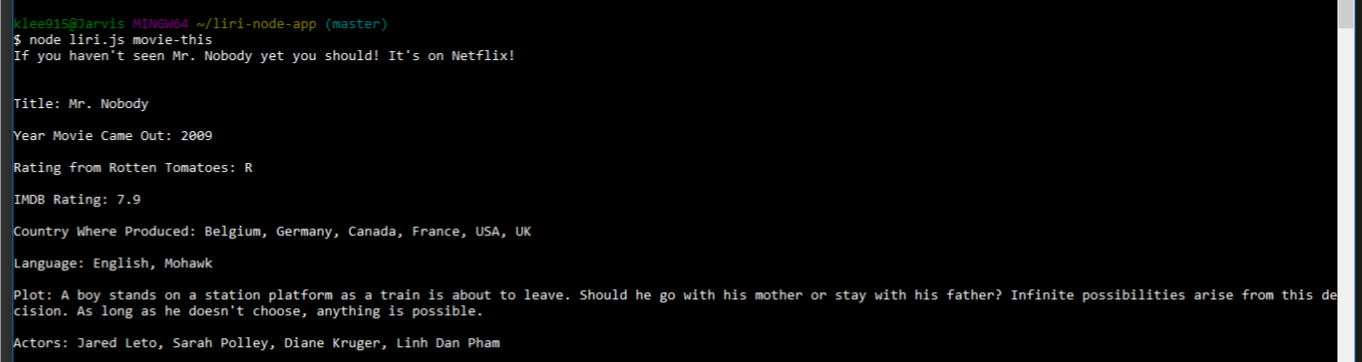 klee915@Jarvis MINGW64 ~/liri-node-app (master)
$ node liri.js movie-this
If you haven't seen Mr. Nobody yet you should! It's on Netflix!
Title: Mr. Nobody
Year Movie Came Out: 2009
Rating from Rotten Tomatoes: R
IMDB Rating: 7.9
Country Where Produced: Belgium, Germany, Canada, France, USA, UK
Language: English, Mohawk
Plot: A boy stands on a station platform as a train is about to leave. Should he go with his mother or stay with his father? Infinite possibilities arise from this de
cision. As long as he doesn't choose, anything is possible.
Actors: Jared Leto, Sarah Polley, Diane Kruger, Linh Dan Pham